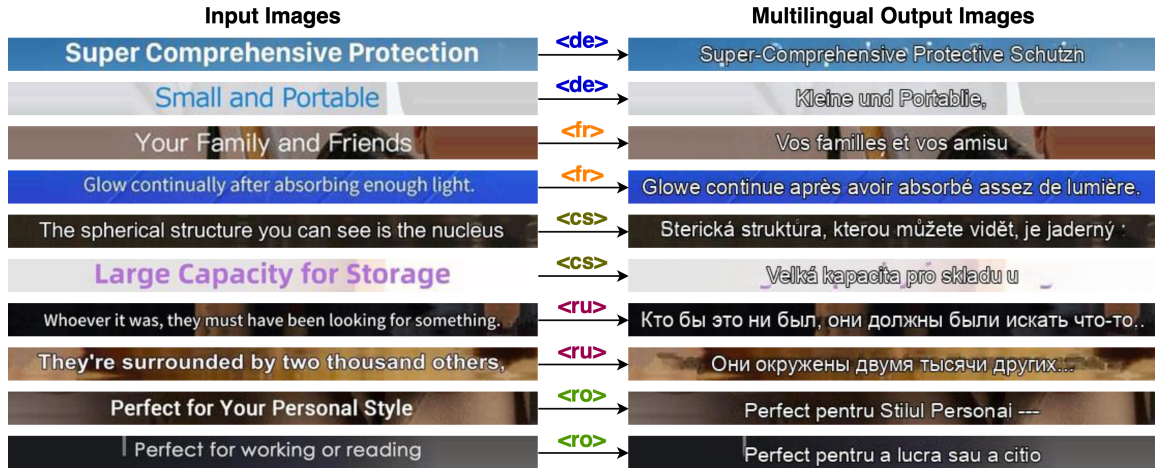 Input Images Multilingual Output Images
Super Comprehensive Protection <de> Super-Comprehensive Protective Schutzh
Small and Portable <de> Kleine und Portablie,
Your Family and Friends <fr> Vos familles et vos amisu
Glow continually after absorbing enough light. <fr> Glowe continue après avoir absorbé assez de lumière.
The spherical structure you can see is the nucleus <cs> Sterická struktúra, kterou můžete vidět, je jaderný :
Large Capacity for Storage <cs> Velká kapacita pro skladu u
Whoever it was, they must have been looking for something. <ru> Кто бы это ни был, они должны были искать что-то..
They're surrounded by two thousand others, <ru> Они окружены двумя тысячи других...
Perfect for Your Personal Style <ro> Perfect pentru Stilul Personai ---
Perfect for working or reading <ro> Perfect pentru a lucra sau a citio